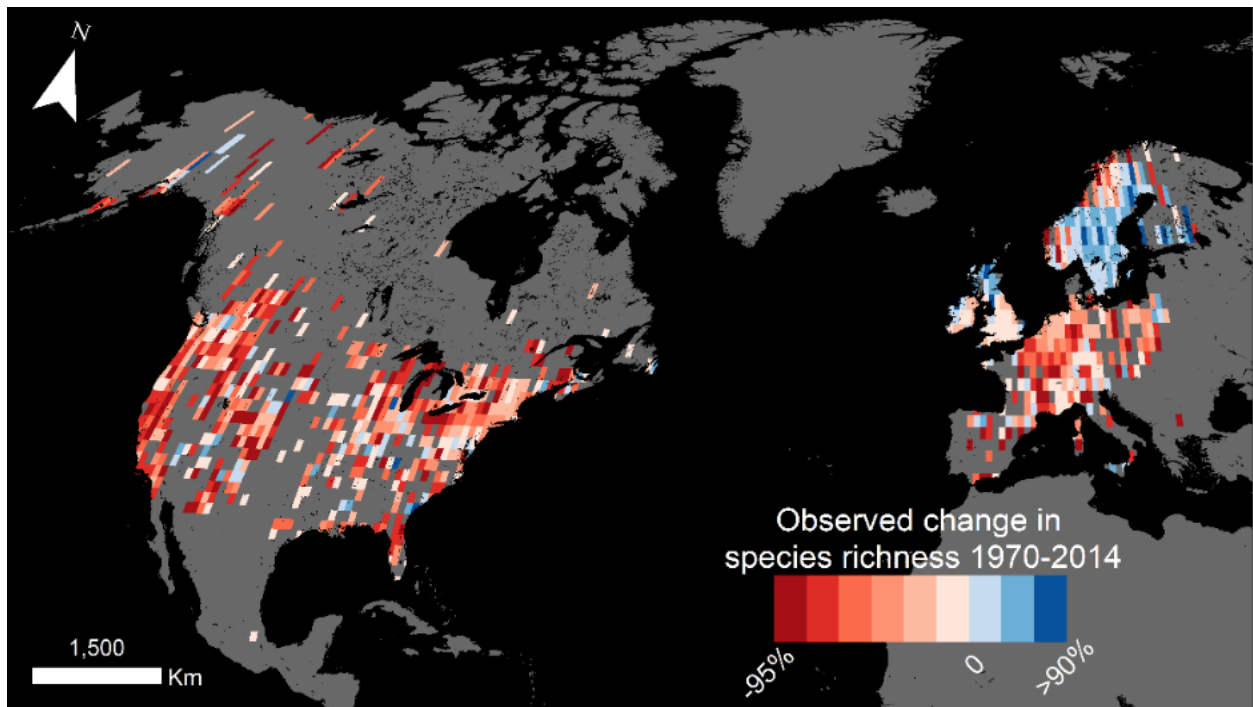 N
Observed change in
species richness 1970-2014
-95%
0
>90%
1,500
Km